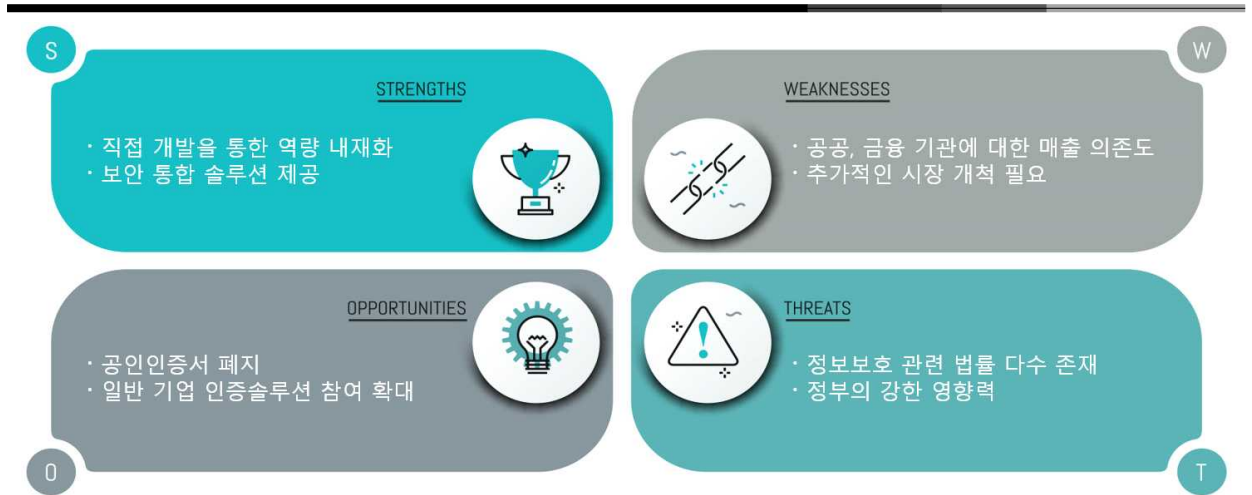 S
STRENGTHS
· 직접 개발을 통한 역량 내재화
· 보안 통합 솔루션 제공
W
WEAKNESSES
· 공공, 금융 기관에 대한 매출 의존도
· 추가적인 시장 개척 필요
O
OPPORTUNITIES
· 공인인증서 폐지
· 일반 기업 인증솔루션 참여 확대
T
THREATS
· 정보보호 관련 법률 다수 존재
· 정부의 강한 영향력